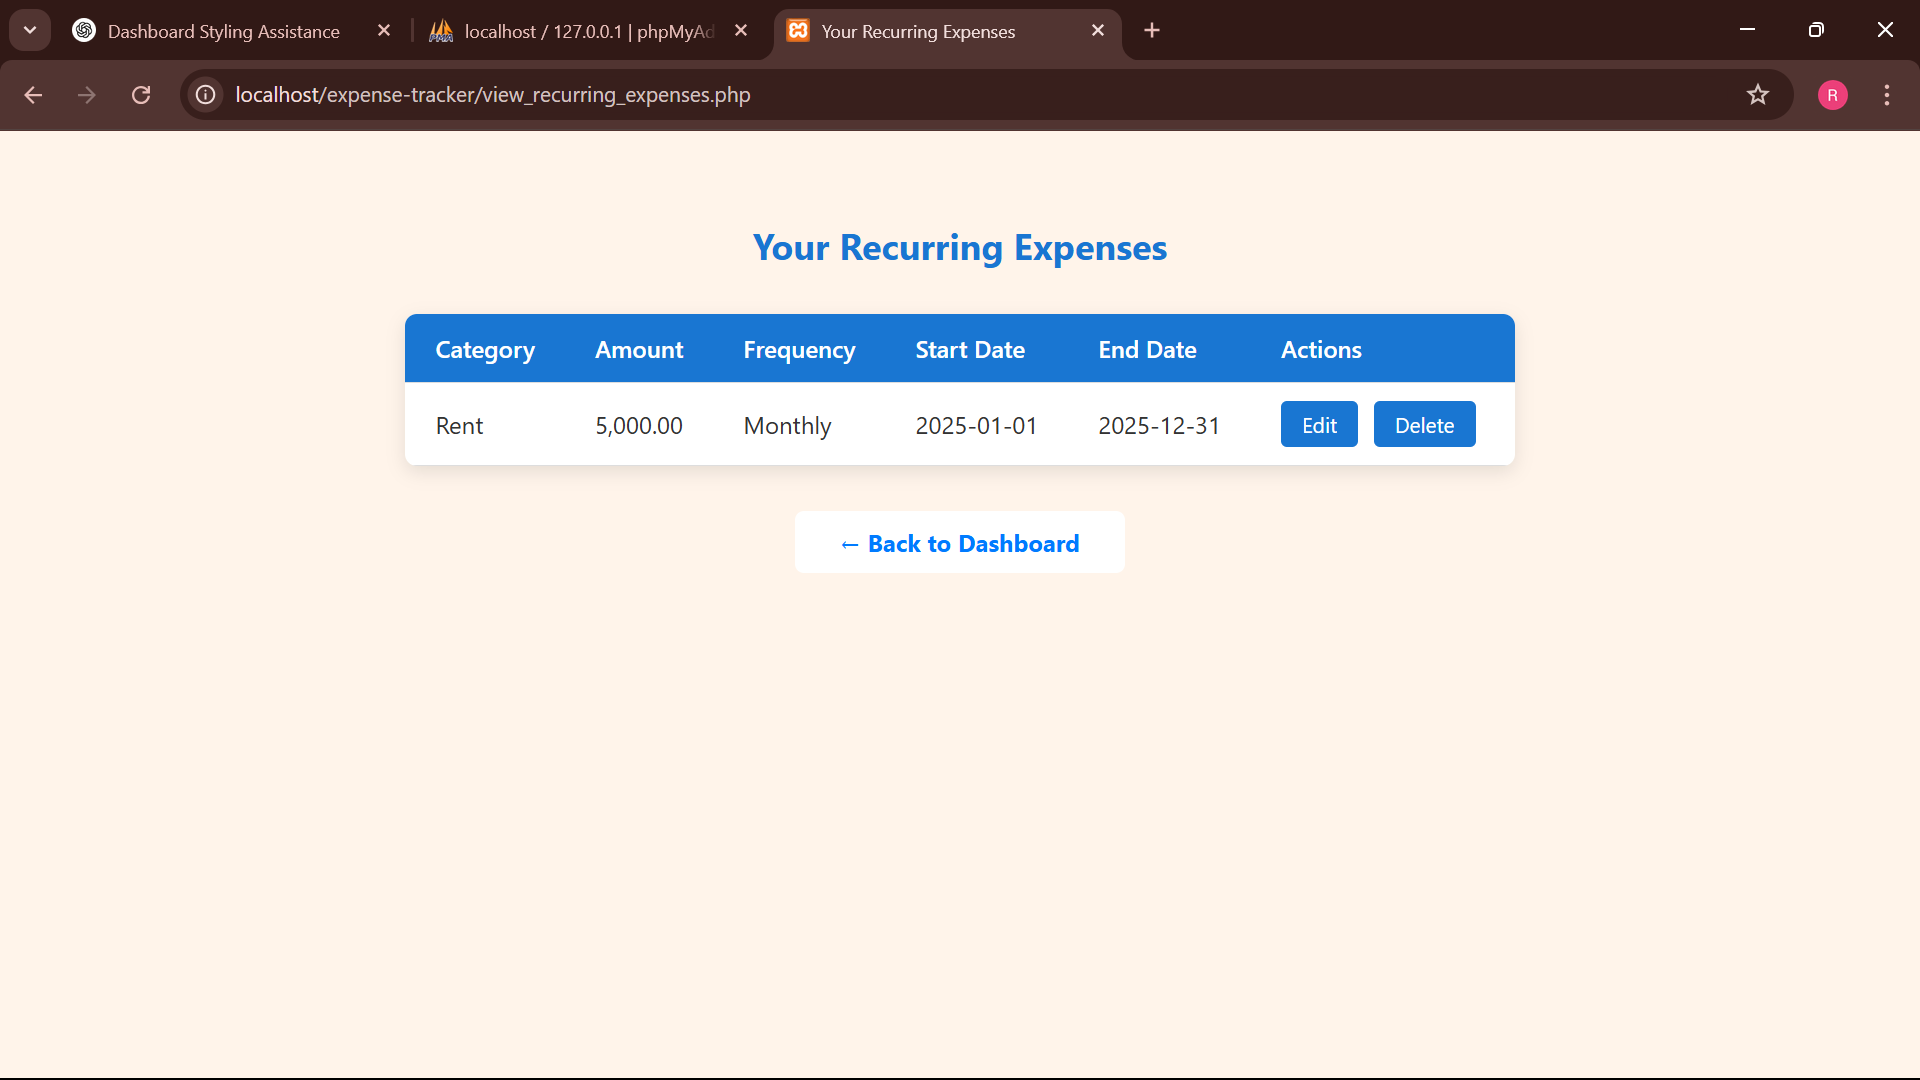 Dashboard Styling Assistance
localhost / 127.0.0.1 | phpMyAd
Your Recurring Expenses
localhost/expense-tracker/view_recurring_expenses.php
R
Your Recurring Expenses
Category Amount Frequency Start Date End Date Actions
Rent 5,000.00 Monthly 2025-01-01 2025-12-31 Edit Delete
← Back to Dashboard